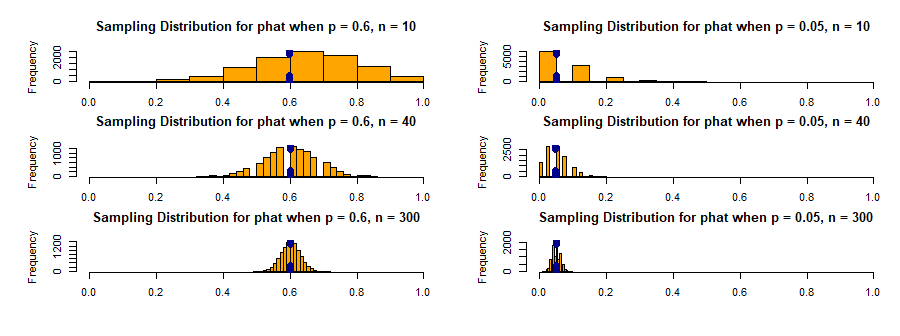 Sampling Distribution for phat when p = 0.6, n = 10
Frequency
0 2000
0.0 0.2 0.4 0.6 0.8 1.0
Sampling Distribution for phat when p = 0.6, n = 40
Frequency
0 1000
0.0 0.2 0.4 0.6 0.8 1.0
Sampling Distribution for phat when p = 0.6, n = 300
Frequency
0 1200
0.0 0.2 0.4 0.6 0.8 1.0
Sampling Distribution for phat when p = 0.05, n = 10
Frequency
0 5000
0.0 0.2 0.4 0.6 0.8 1.0
Sampling Distribution for phat when p = 0.05, n = 40
Frequency
0 2500
0.0 0.2 0.4 0.6 0.8 1.0
Sampling Distribution for phat when p = 0.05, n = 300
Frequency
0 2000
0.0 0.2 0.4 0.6 0.8 1.0